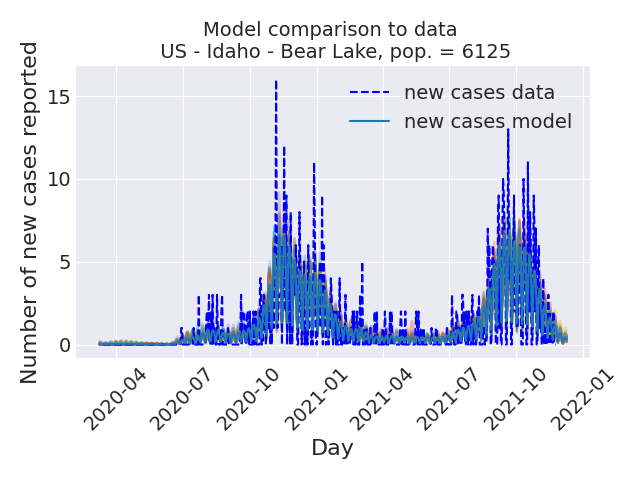 Model comparison to data
US - Idaho - Bear Lake, pop. = 6125
new cases data
new cases model
Number of new cases reported
15
10
5
0
2020-04
2020-07
2020-10
2021-01
2021-04
2021-07
2021-10
2022-01
Day